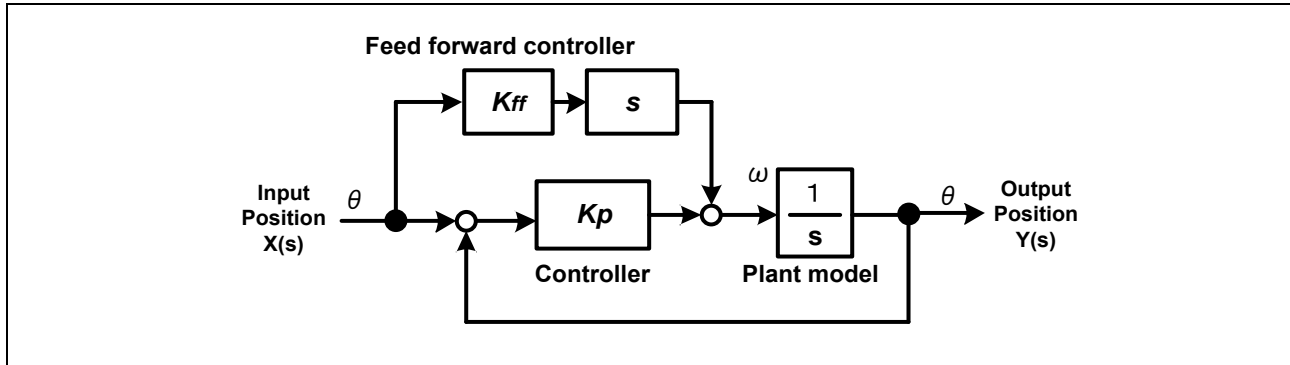 Feed forward controller
Kff
s
Input
Position
X(s)
θ
Kp
Controller
ω
1
s
Plant model
θ
Output
Position
Y(s)